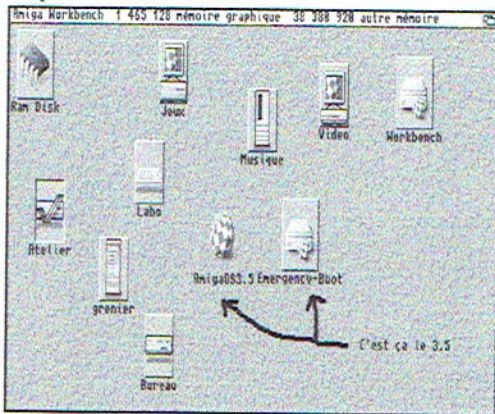 Amiga Workbench 1 465 128 mémoire graphique 38 388 920 autre mémoire
Ram Disk
Jeux
Musique
Video
Workbench
Labo
Atelier
AmigaOS3.5
Emergency-Boot
grenier
C'est ça le 3.5
Bureau